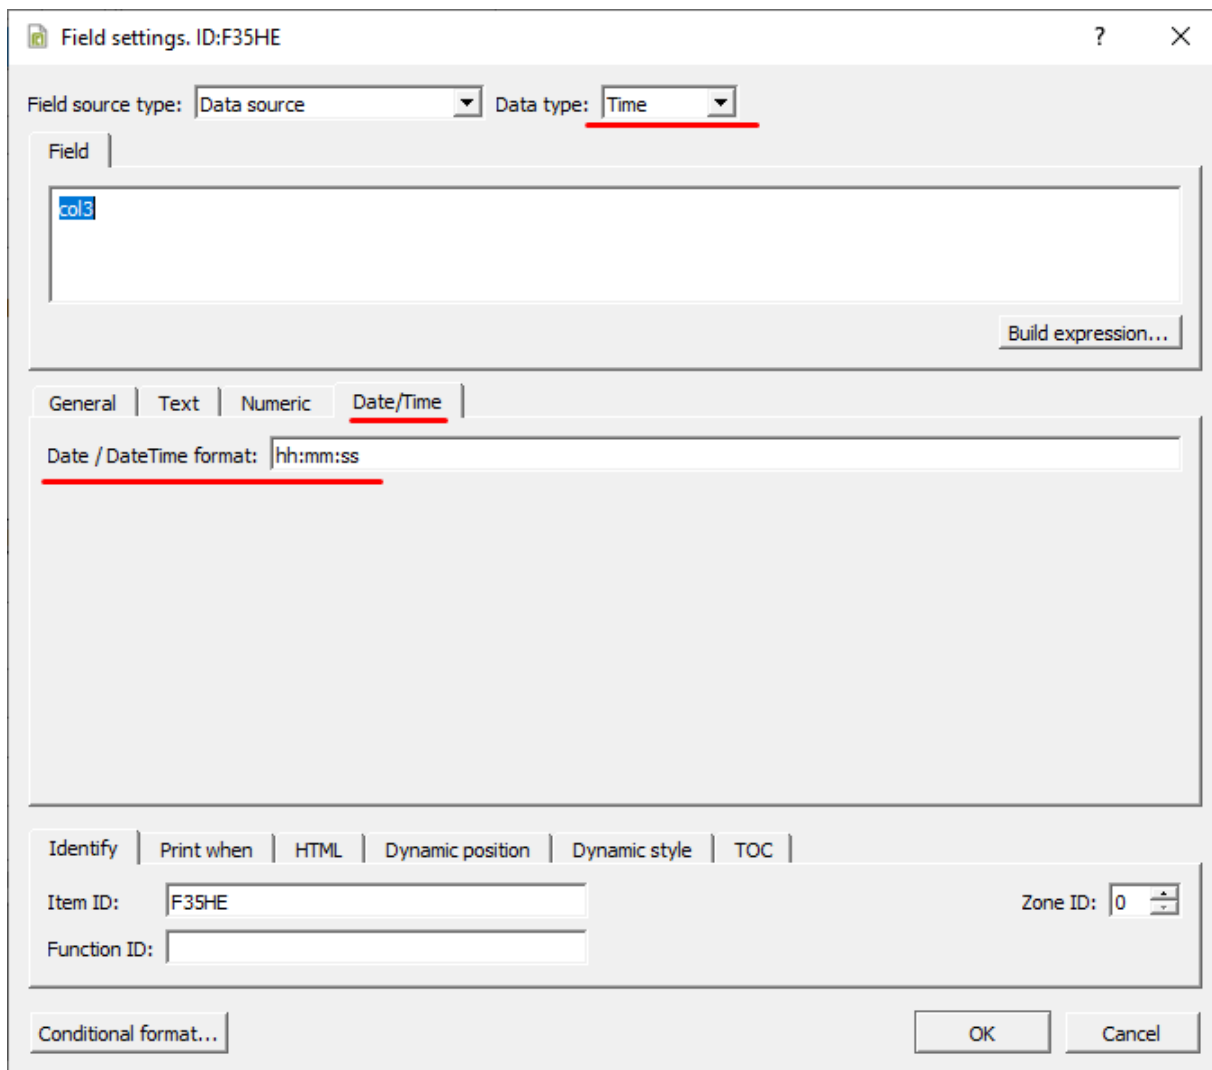 Field settings. ID:F35HE ?
Field source type: Data source Data type: Time
Field
col3
Build expression...
General Text Numeric Date/Time
Date / DateTime format: hh:mm:ss
Identify Print when HTML Dynamic position Dynamic style TOC
Item ID: F35HE Zone ID: 0
Function ID:
Conditional format... OK Cancel